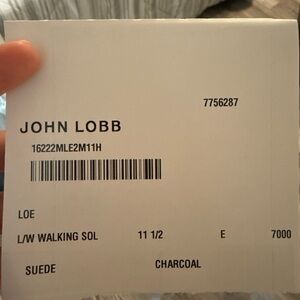 7756287
JOHN LOBB
16222MLE2M11H
LOE
L/W WALKING SOL 11 1/2 E 7000
SUEDE CHARCOAL